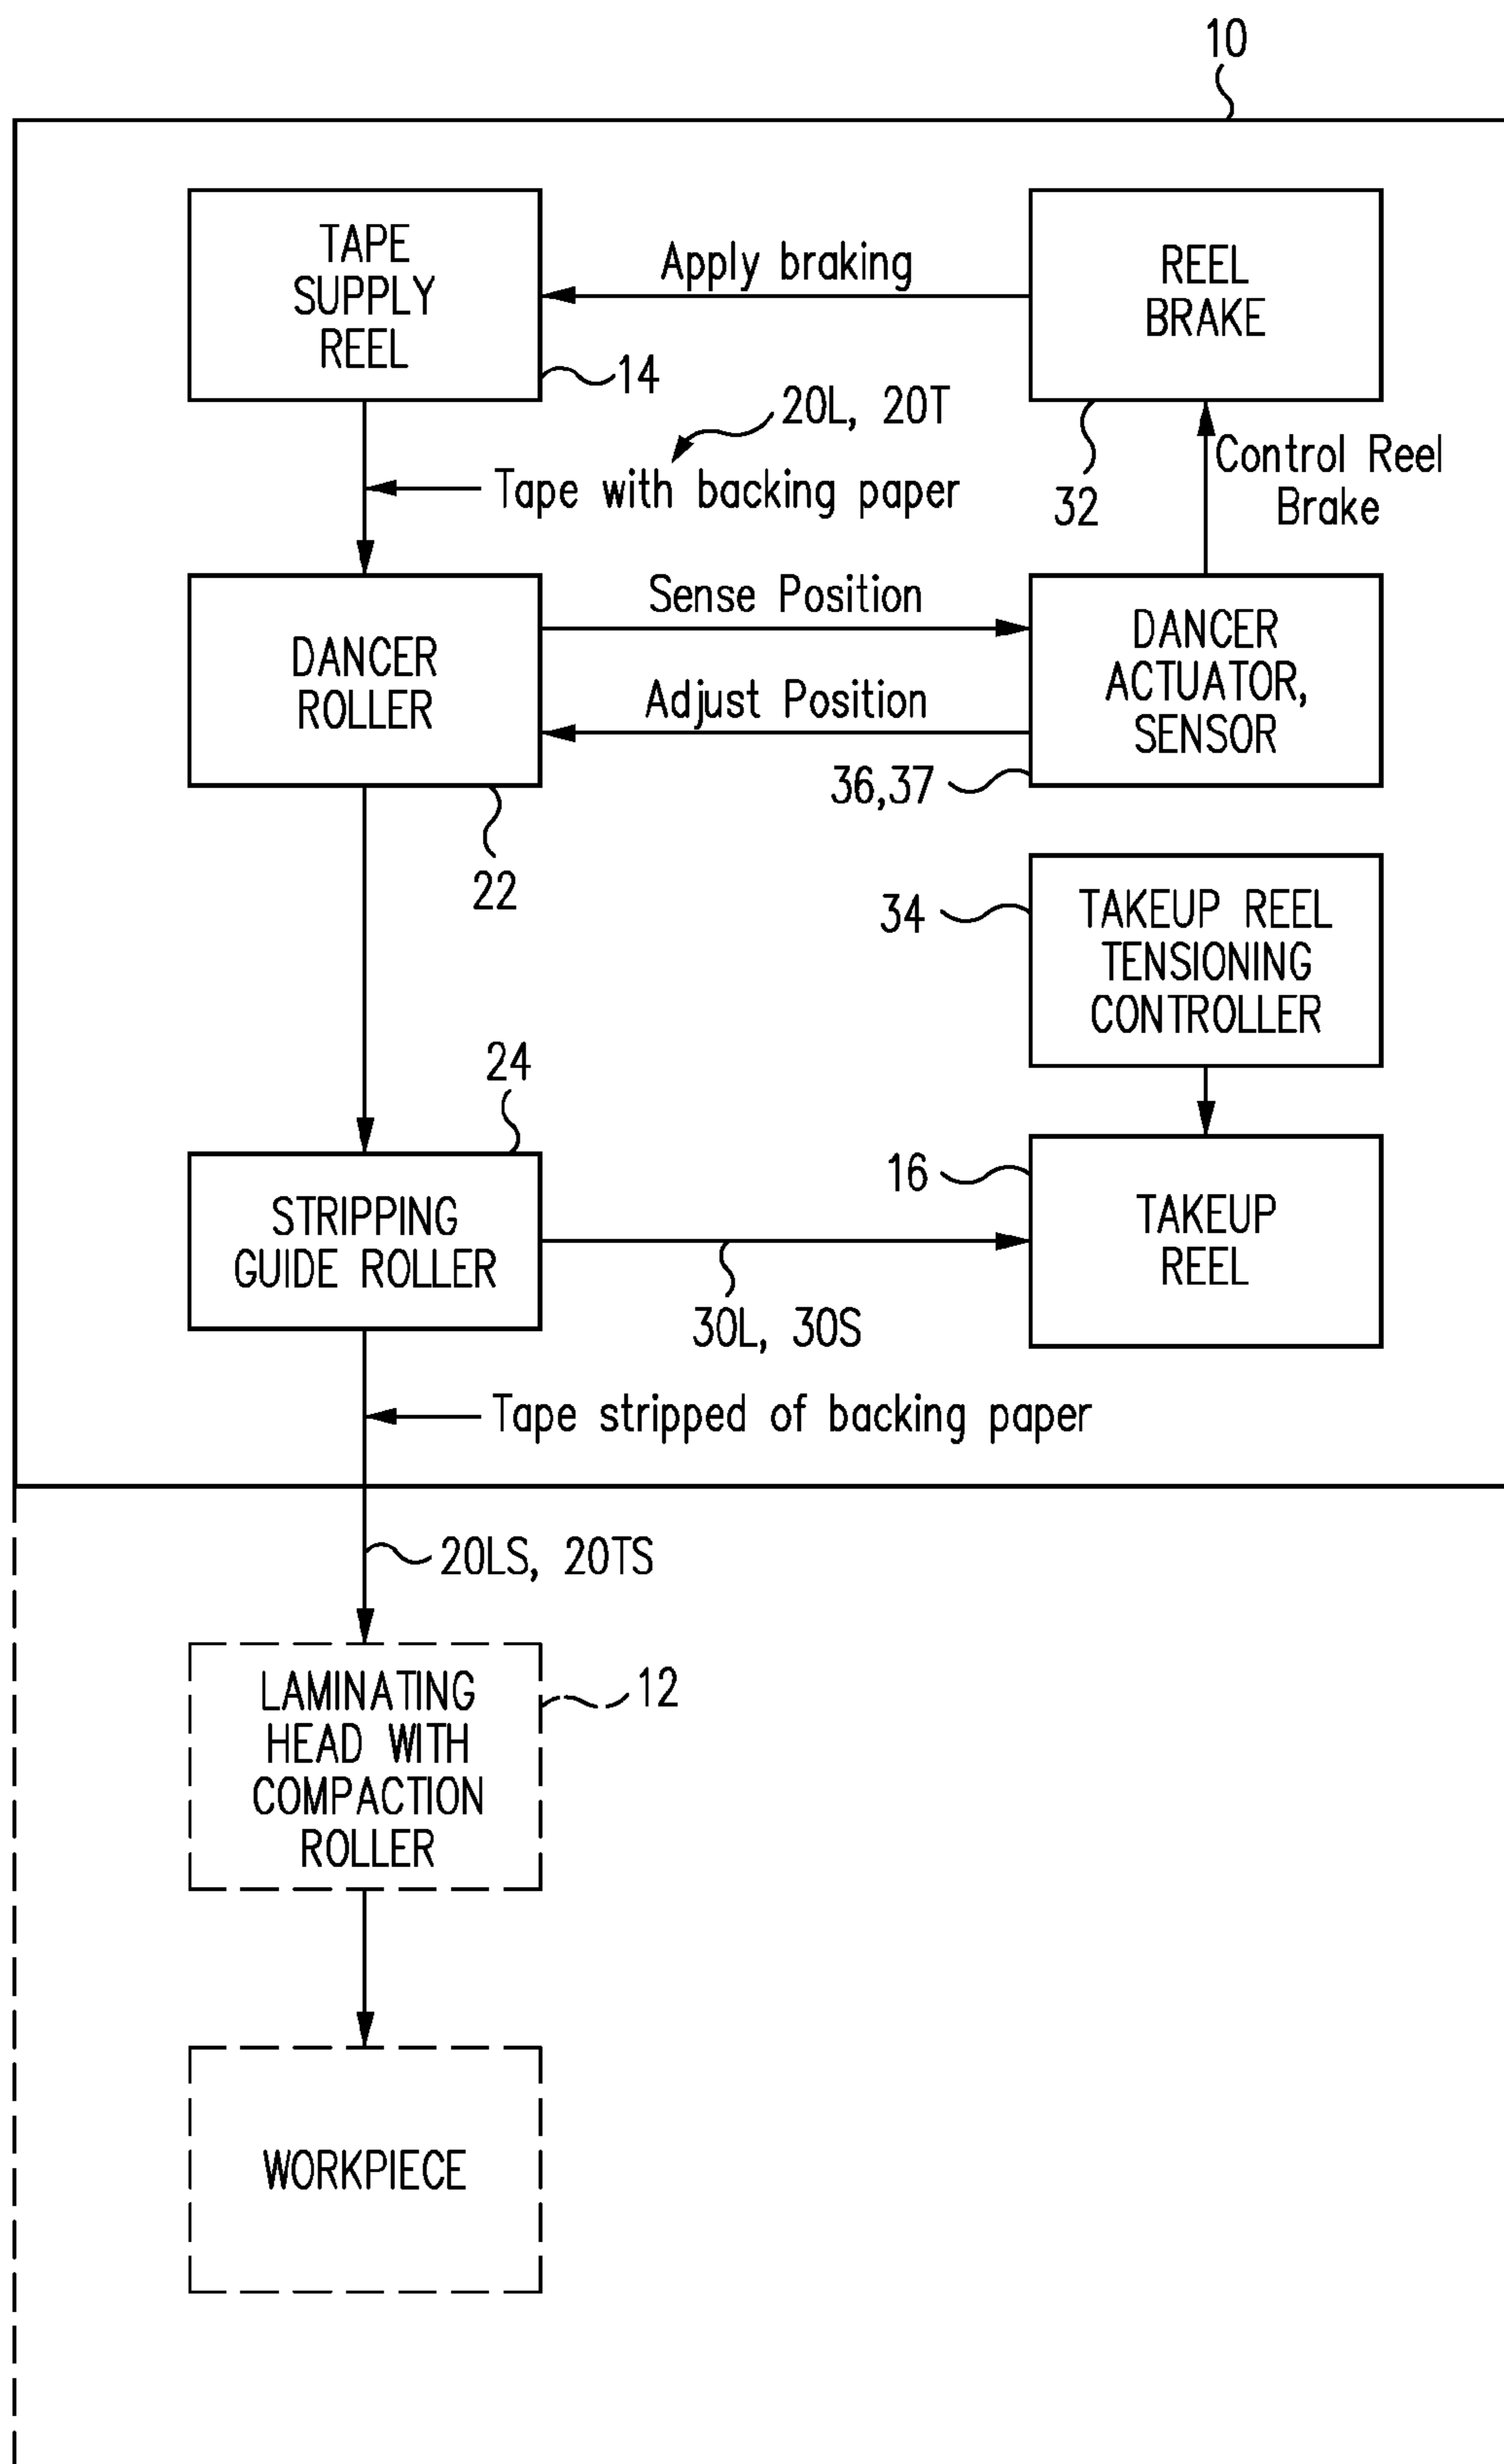 10
TAPE
SUPPLY
REEL
Apply braking
REEL
BRAKE
14
20L, 20T
Tape with backing paper
32
Control Reel
Brake
DANCER
ROLLER
Sense Position
Adjust Position
DANCER
ACTUATOR,
SENSOR
36,37
22
34
TAKEUP REEL
TENSIONING
CONTROLLER
24
16
STRIPPING
GUIDE ROLLER
TAKEUP
REEL
30L, 30S
Tape stripped of backing paper
20LS, 20TS
LAMINATING
HEAD WITH
COMPACTION
ROLLER
12
WORKPIECE